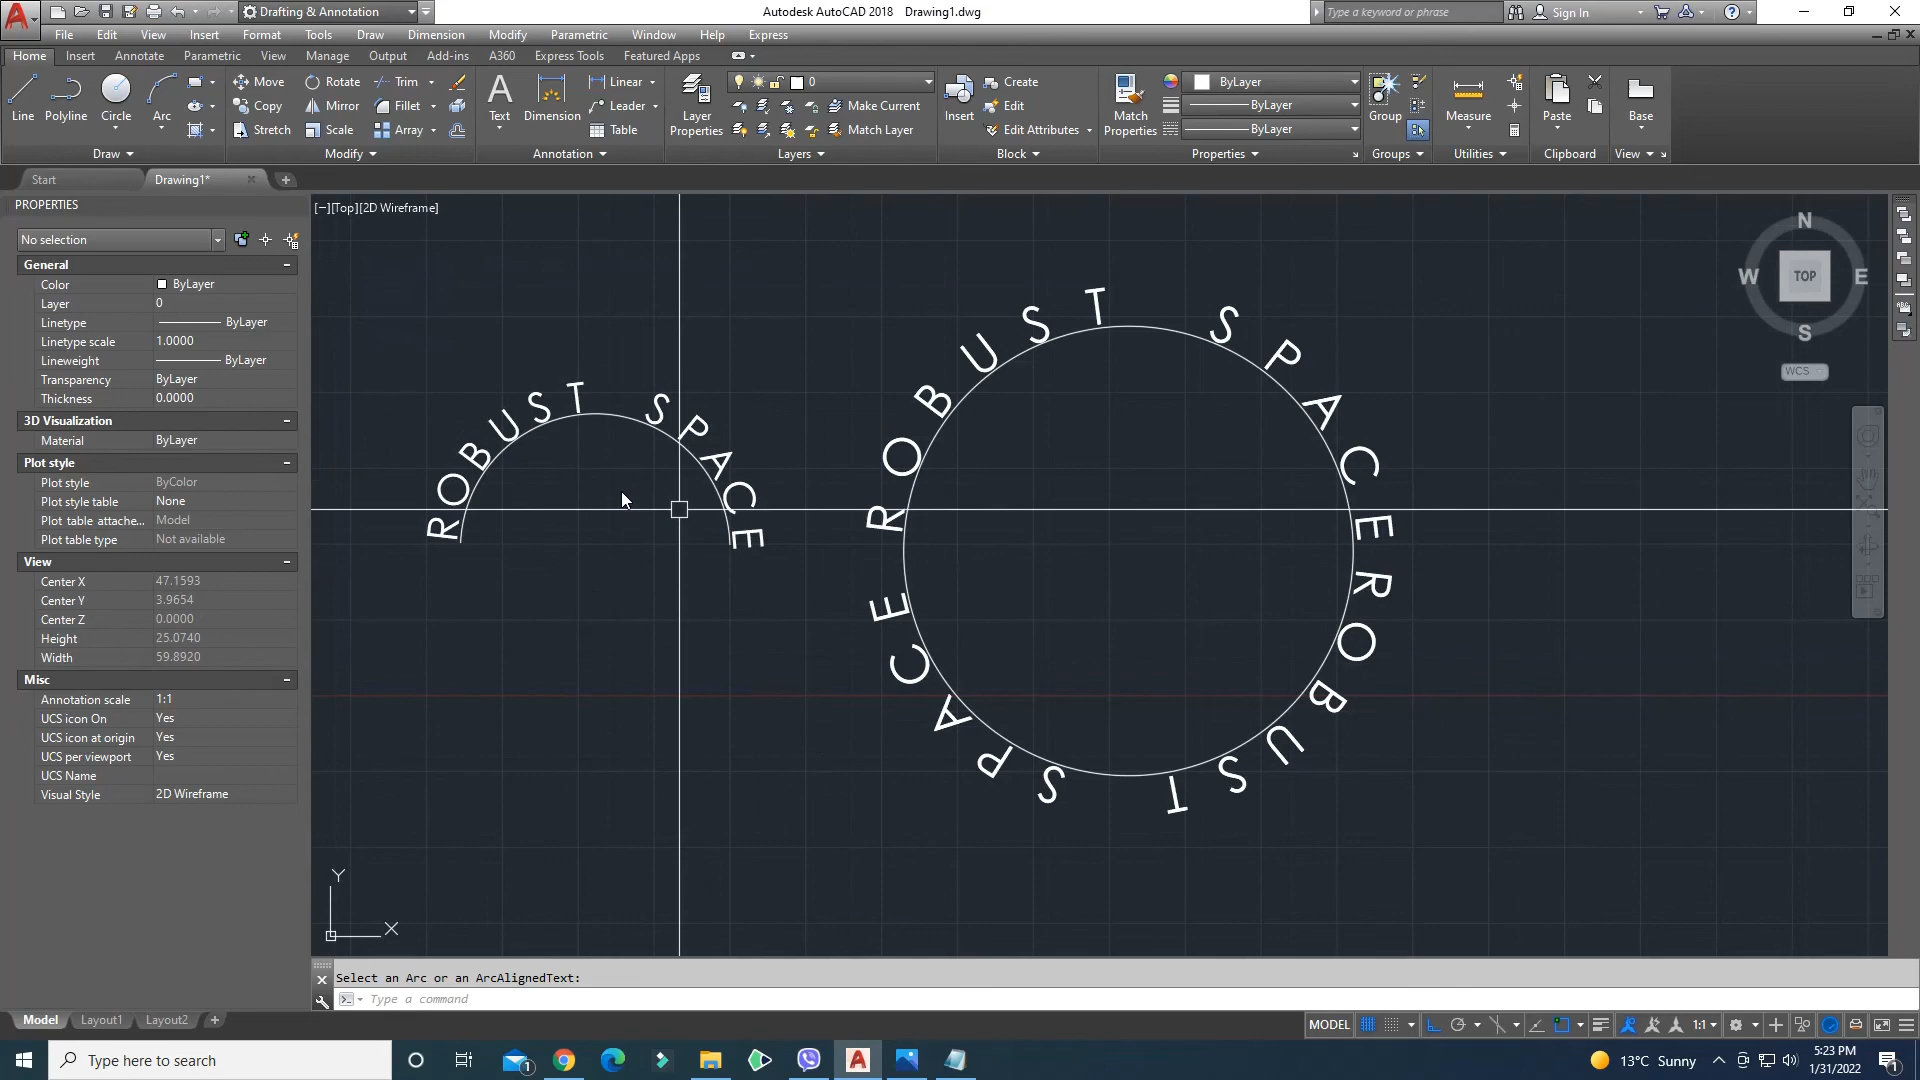 Drafting & Annotation
Autodesk AutoCAD 2018 Drawing1.dwg
Type a keyword or phrase
Sign In
File Edit View Insert Format Tools Draw Dimension Modify Parametric Window Help Express
Home Insert Annotate Parametric View Manage Output Add-ins A360 Express Tools Featured Apps
Line Polyline Circle Arc
Move Rotate Trim
Copy Mirror Fillet
Stretch Scale Array
Text Dimension
Linear
Leader
Table
Layer Properties
0
Make Current
Match Layer
Insert
Create
Edit
Edit Attributes
Match Properties
ByLayer
ByLayer
ByLayer
Group
Measure
Paste
Base
Draw Modify Annotation Layers Block Properties Groups Utilities Clipboard View
Start
Drawing1*
PROPERTIES
No selection
General
Color ByLayer
Layer 0
Linetype ByLayer
Linetype scale 1.0000
Lineweight ByLayer
Transparency ByLayer
Thickness 0.0000
3D Visualization
Material ByLayer
Plot style
Plot style ByColor
Plot style table None
Plot table attache... Model
Plot table type Not available
View
Center X 47.1593
Center Y 3.9654
Center Z 0.0000
Height 25.0740
Width 59.8920
Misc
Annotation scale 1:1
UCS icon On Yes
UCS icon at origin Yes
UCS per viewport Yes
UCS Name
Visual Style 2D Wireframe
[−][Top][2D Wireframe]
ROBUST SPACE
ROBUST SPACE
ROBUST SPACE
N
W TOP E
S
WCS
Y
X
Select an Arc or an ArcAlignedText:
Type a command
Model Layout1 Layout2
MODEL
1:1
Type here to search
1
13°C Sunny
5:23 PM
1/31/2022
1